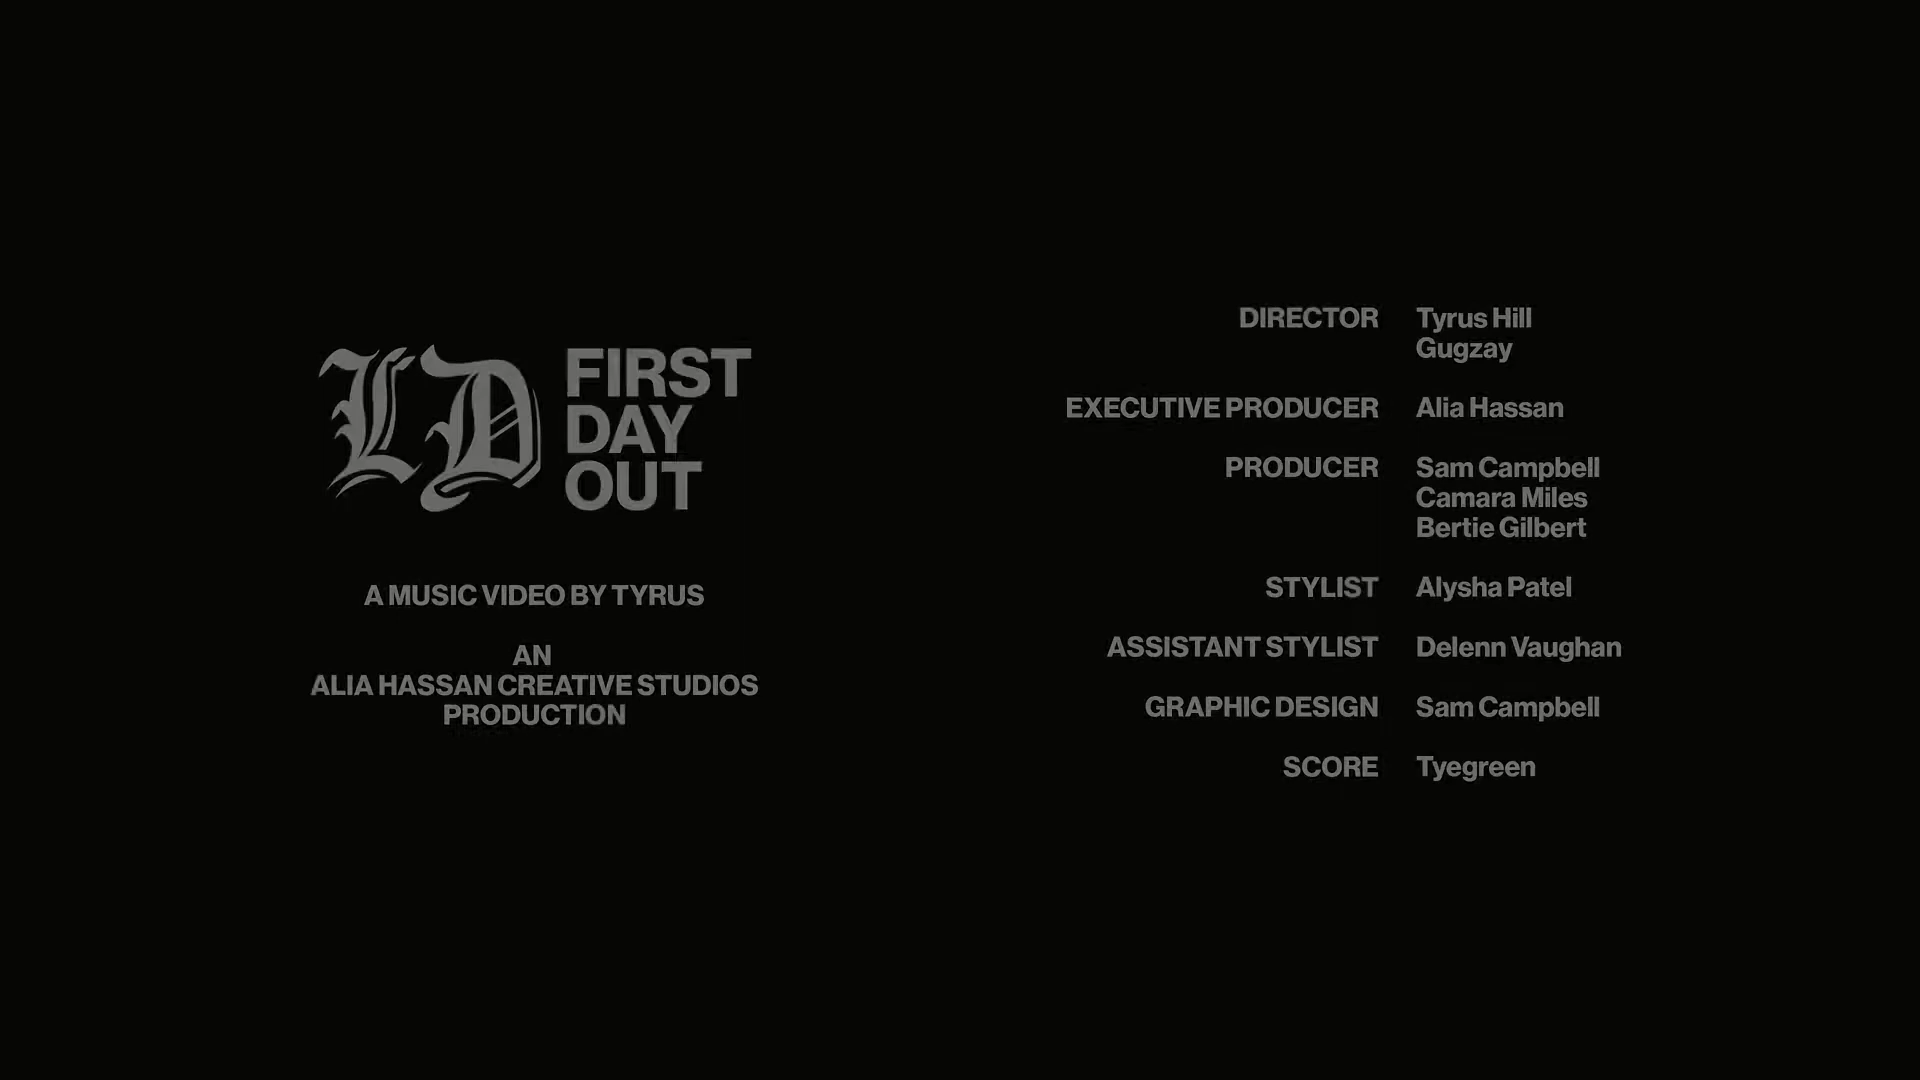 LD
FIRST
DAY
OUT
A MUSIC VIDEO BY TYRUS
AN
ALIA HASSAN CREATIVE STUDIOS
PRODUCTION
DIRECTOR Tyrus Hill
Gugzay
EXECUTIVE PRODUCER Alia Hassan
PRODUCER Sam Campbell
Camara Miles
Bertie Gilbert
STYLIST Alysha Patel
ASSISTANT STYLIST Delenn Vaughan
GRAPHIC DESIGN Sam Campbell
SCORE Tyegreen